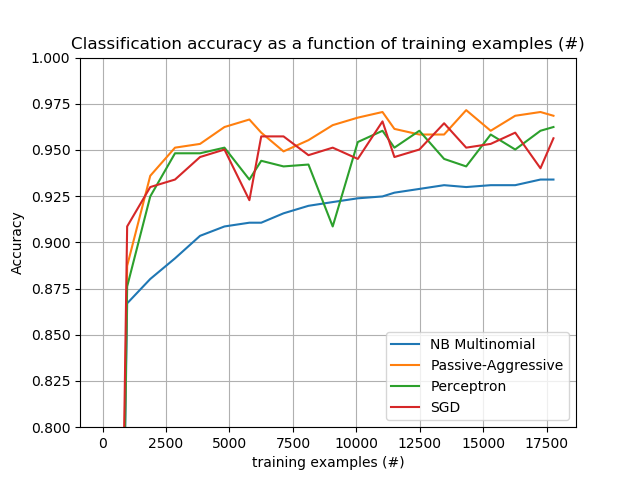 Classification accuracy as a function of training examples (#)
1.000
0.975
0.950
0.925
0.900
0.875
0.850
0.825
0.800
Accuracy
NB Multinomial
Passive-Aggressive
Perceptron
SGD
0 2500 5000 7500 10000 12500 15000 17500
training examples (#)